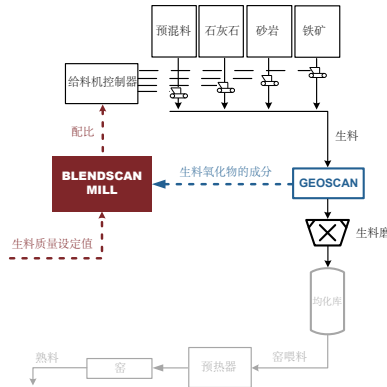 预混料
石灰石
砂岩
铁矿
给料机控制器
配比
生料
BLENDSCAN
MILL
生料氧化物的成分
GEOSCAN
生料质量设定值
生料磨
均化库
熟料
窑
预热器
窑喂料